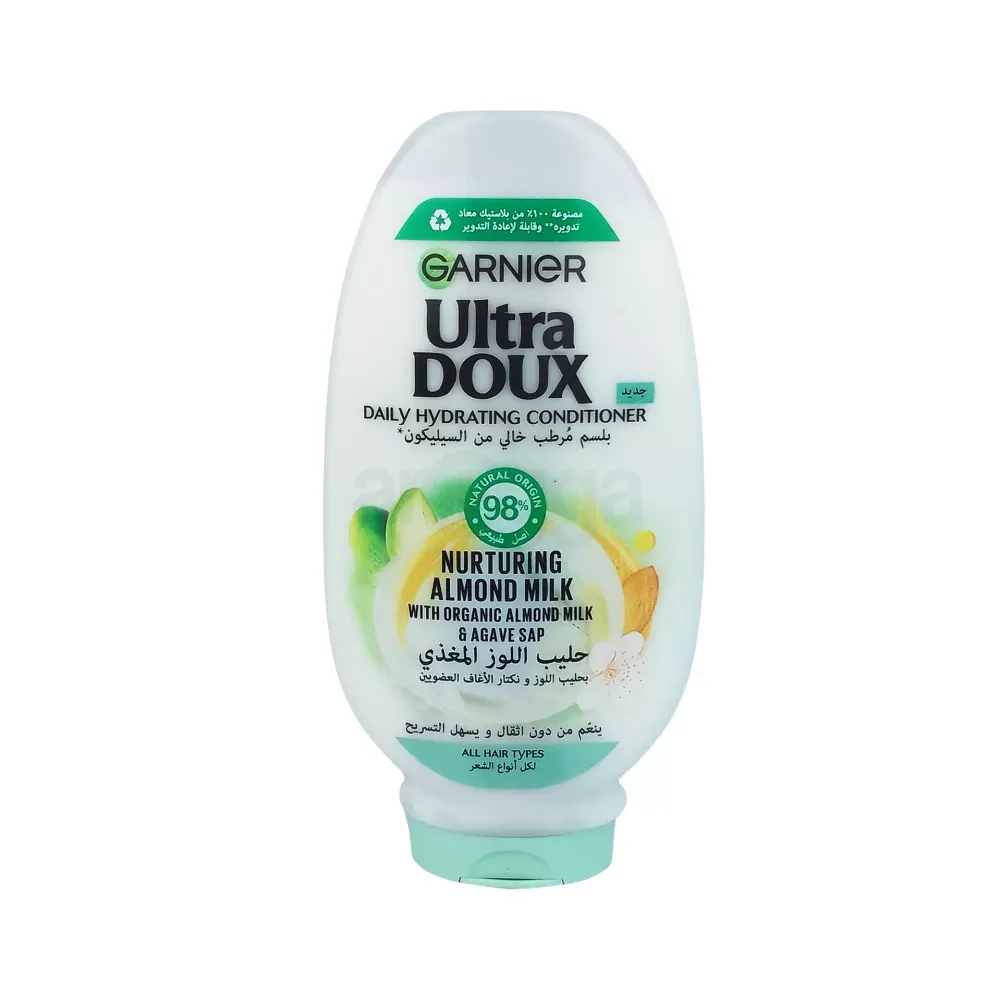 مصنوعة ١٠٠٪ من بلاستيك معاد
تدويره** وقابلة لإعادة التدوير
GARNIER
Ultra
DOUX
جديد
DAILY HYDRATING CONDITIONER
بلسم مُرطب خالي من السيليكون*
NATURAL ORIGIN
98%
أصل طبيعي
NURTURING
ALMOND MILK
WITH ORGANIC ALMOND MILK
& AGAVE SAP
حليب اللوز المغذي
بحليب اللوز و نكتار الأغاف العضويين
ينعّم من دون اثقال و يسهل التسريح
ALL HAIR TYPES
لكل أنواع الشعر